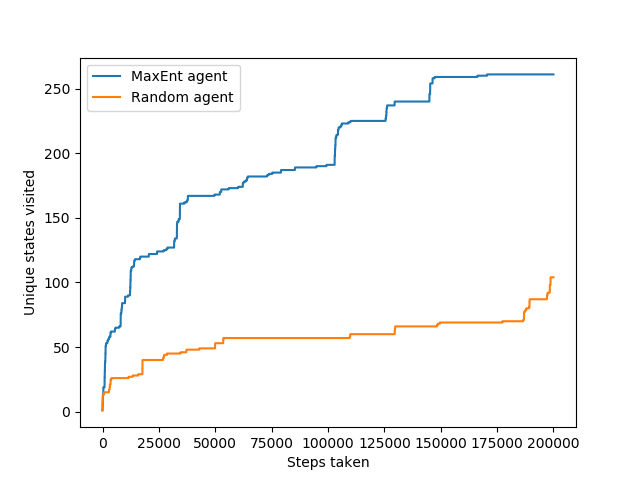 MaxEnt agent
Random agent
250
200
150
100
50
0
Unique states visited
0 25000 50000 75000 100000 125000 150000 175000 200000
Steps taken